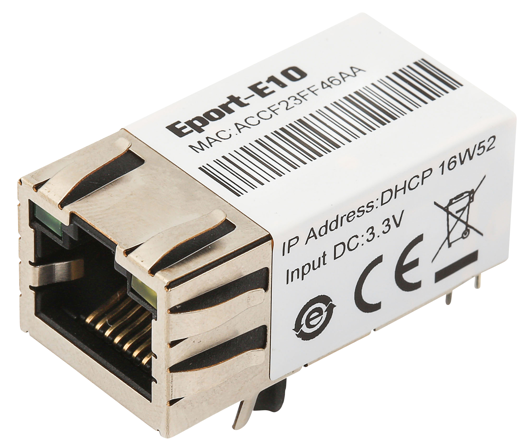 Eport-E10
MAC:ACCF23FF46AA
IP Address:DHCP 16W52
Input DC:3.3V
CE